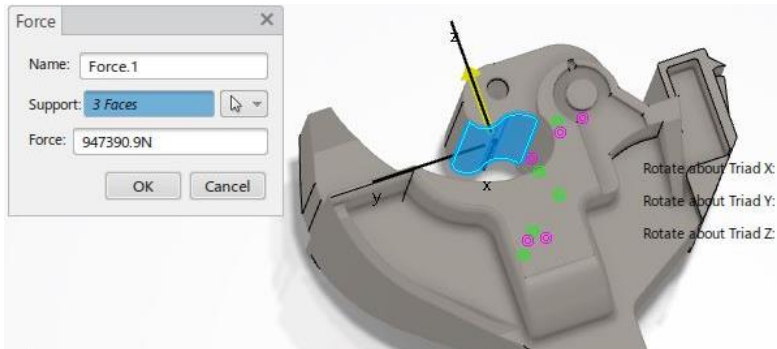 Force
Name: Force.1
Support: 3 Faces
Force: 947390.9N
OK Cancel
z
y
x
Rotate about Triad X:
Rotate about Triad Y:
Rotate about Triad Z: